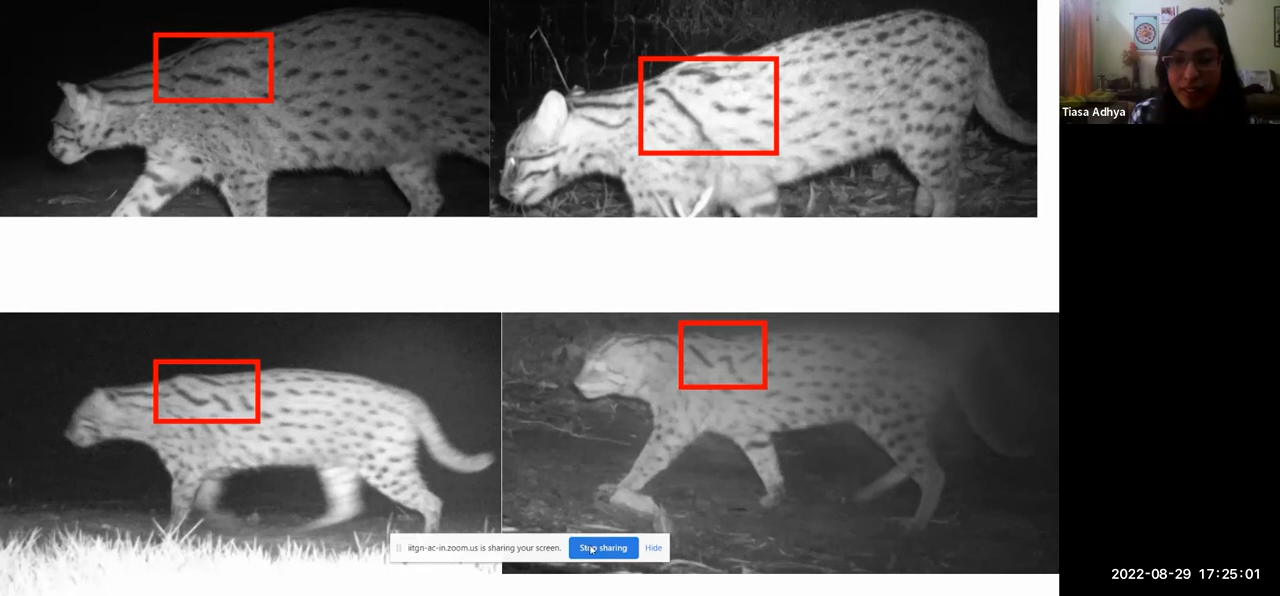 Tiasa Adhya
iitgn-ac-in.zoom.us is sharing your screen.
Stop sharing
Hide
2022-08-29 17:25:01